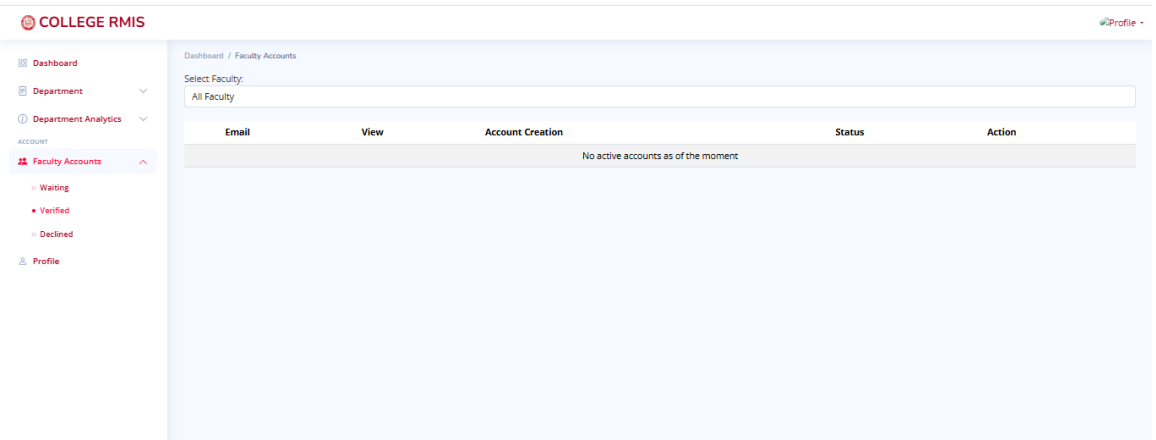 COLLEGE RMIS
Profile
Dashboard
Department
Department Analytics
ACCOUNT
Faculty Accounts
Waiting
Verified
Declined
Profile
Dashboard / Faculty Accounts
Select Faculty:
All Faculty
Email View Account Creation Status Action
No active accounts as of the moment